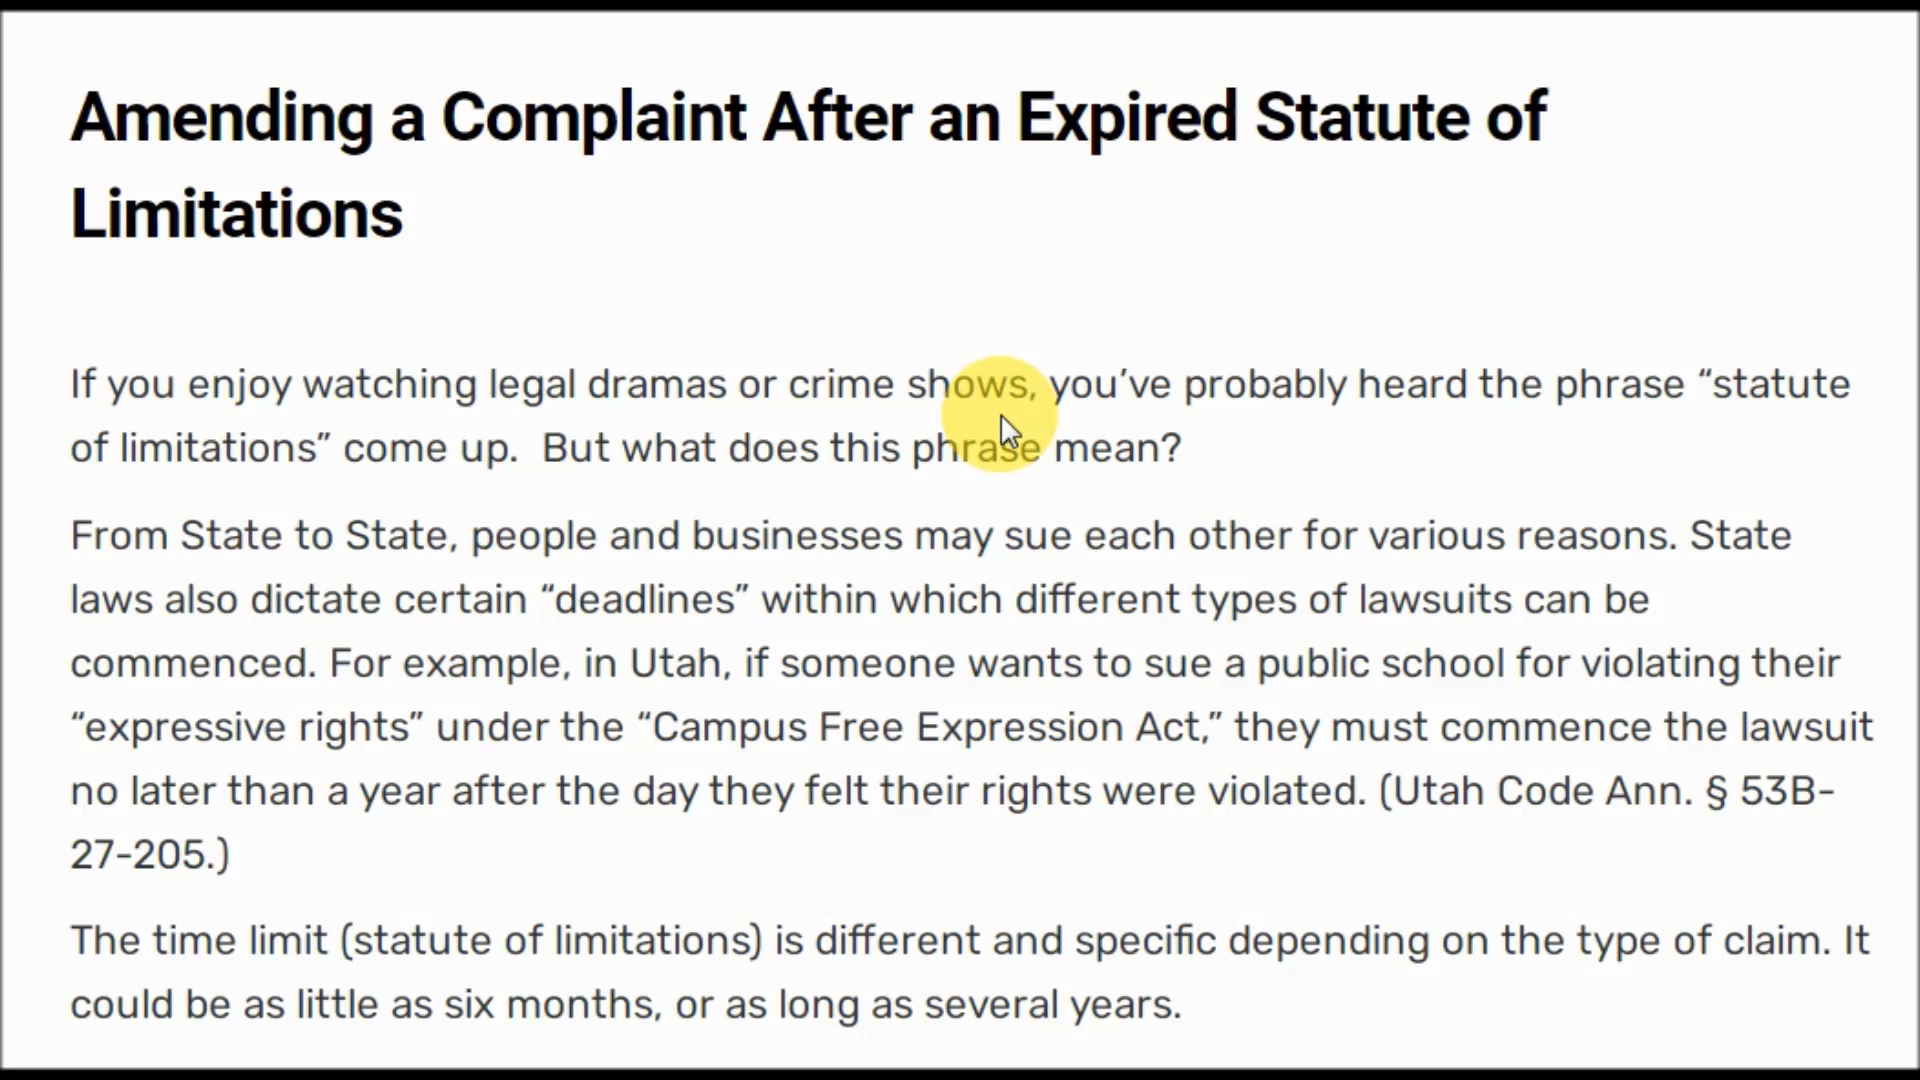 Amending a Complaint After an Expired Statute of
Limitations
If you enjoy watching legal dramas or crime shows, you’ve probably heard the phrase “statute
of limitations” come up.  But what does this phrase mean?
From State to State, people and businesses may sue each other for various reasons. State
laws also dictate certain “deadlines” within which different types of lawsuits can be
commenced. For example, in Utah, if someone wants to sue a public school for violating their
“expressive rights” under the “Campus Free Expression Act,” they must commence the lawsuit
no later than a year after the day they felt their rights were violated. (Utah Code Ann. § 53B-
27-205.)
The time limit (statute of limitations) is different and specific depending on the type of claim. It
could be as little as six months, or as long as several years.